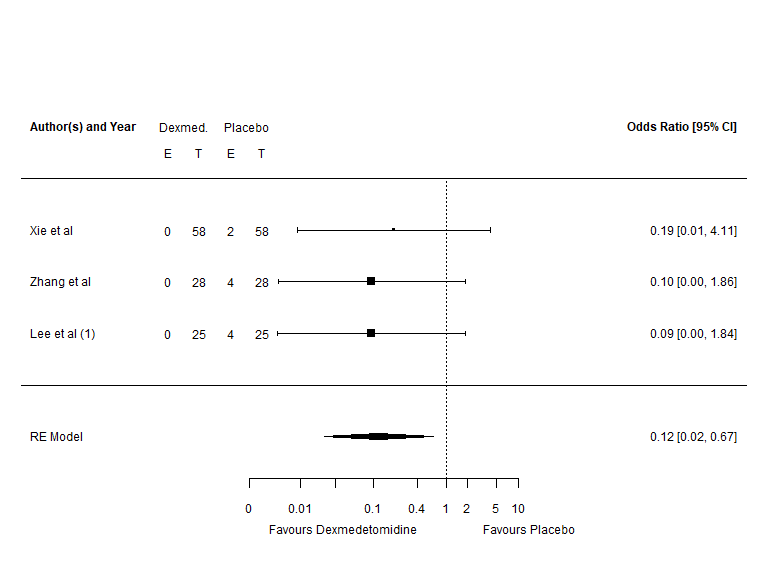 Author(s) and Year Dexmed. Placebo Odds Ratio [95% CI]
E T E T
Xie et al 0 58 2 58 0.19 [0.01, 4.11]
Zhang et al 0 28 4 28 0.10 [0.00, 1.86]
Lee et al (1) 0 25 4 25 0.09 [0.00, 1.84]
RE Model 0.12 [0.02, 0.67]
0 0.01 0.1 0.4 1 2 5 10
Favours Dexmedetomidine Favours Placebo